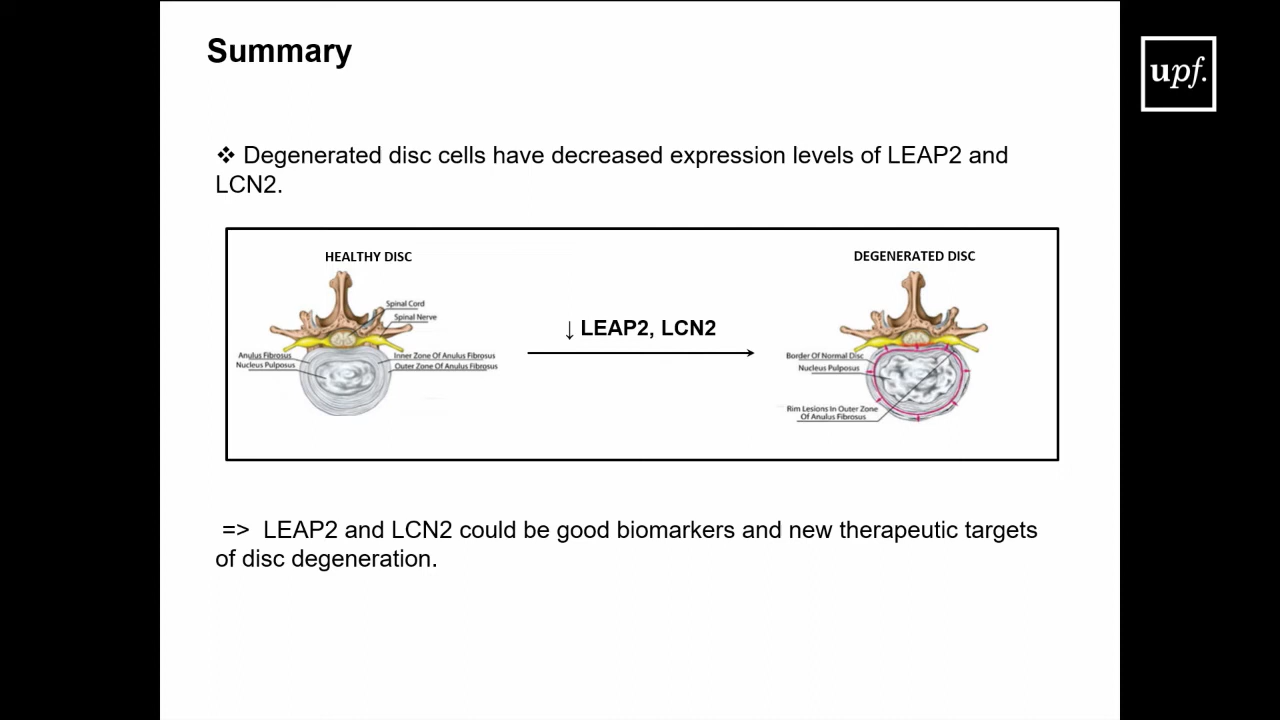 Summary
upf.
❖ Degenerated disc cells have decreased expression levels of LEAP2 and
LCN2.
HEALTHY DISC
Spinal Cord
Spinal Nerve
Anulus Fibrosus
Nucleus Pulposus
Inner Zone Of Anulus Fibrosus
Outer Zone Of Anulus Fibrosus
↓ LEAP2, LCN2
DEGENERATED DISC
Border Of Normal Disc
Nucleus Pulposus
Rim Lesions In Outer Zone
Of Anulus Fibrosus
=> LEAP2 and LCN2 could be good biomarkers and new therapeutic targets
of disc degeneration.